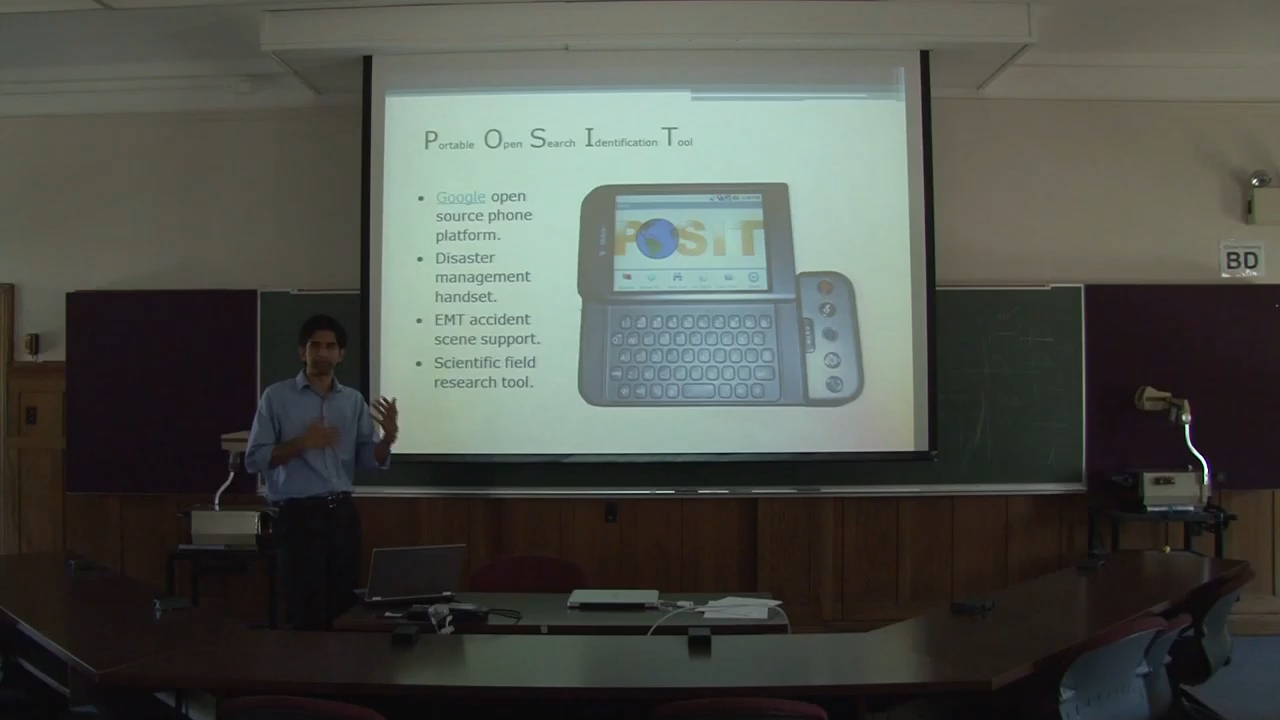 Portable Open Search Identification Tool
• Google open
source phone
platform.
• Disaster
management
handset.
• EMT accident
scene support.
• Scientific field
research tool.
POSIT
BD